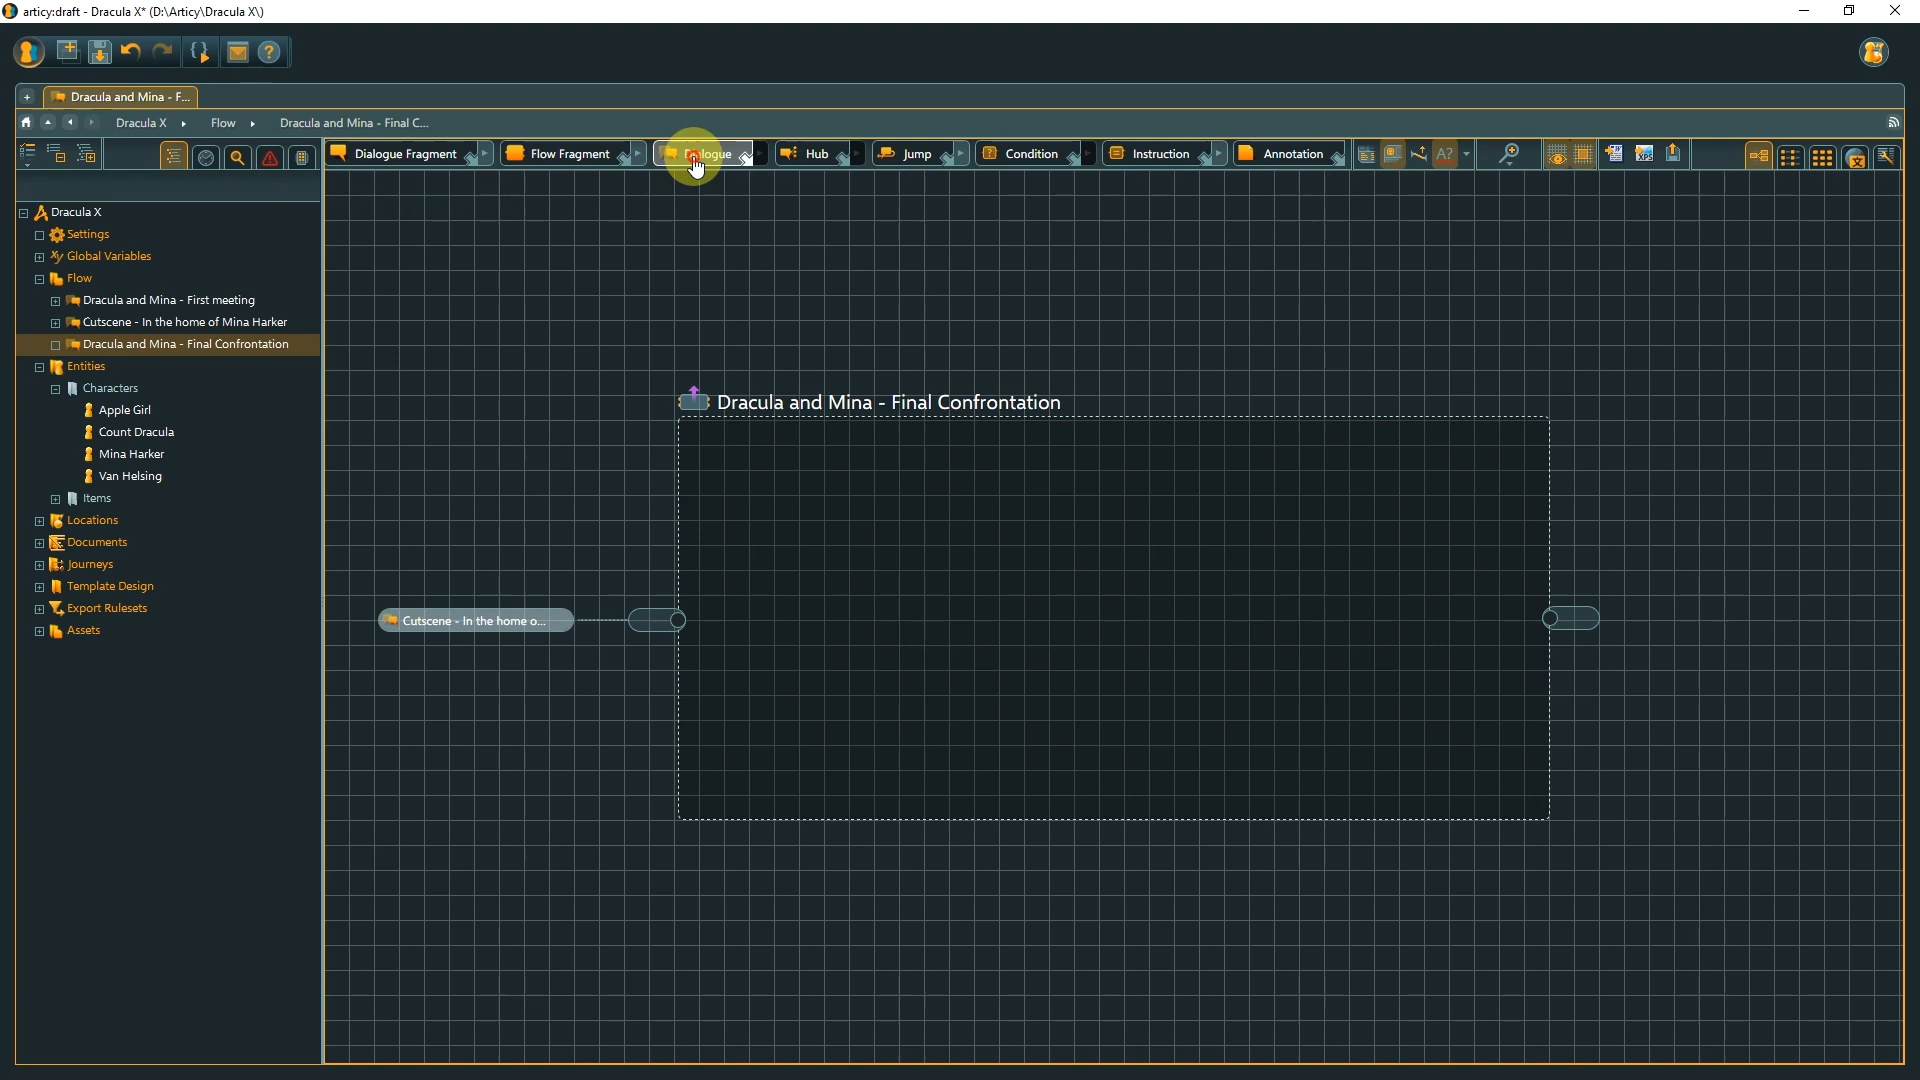 articy:draft - Dracula X* (D:\Articy\Dracula X\)
Dracula and Mina - F...
Dracula X
Flow
Dracula and Mina - Final C...
Dialogue Fragment
Flow Fragment
Hub
Jump
Condition
Instruction
Annotation
A?
XPS
Dracula X
Settings
Global Variables
Flow
Dracula and Mina - First meeting
Cutscene - In the home of Mina Harker
Dracula and Mina - Final Confrontation
Entities
Characters
Apple Girl
Count Dracula
Mina Harker
Van Helsing
Items
Locations
Documents
Journeys
Template Design
Export Rulesets
Assets
Dracula and Mina - Final Confrontation
Cutscene - In the home o...